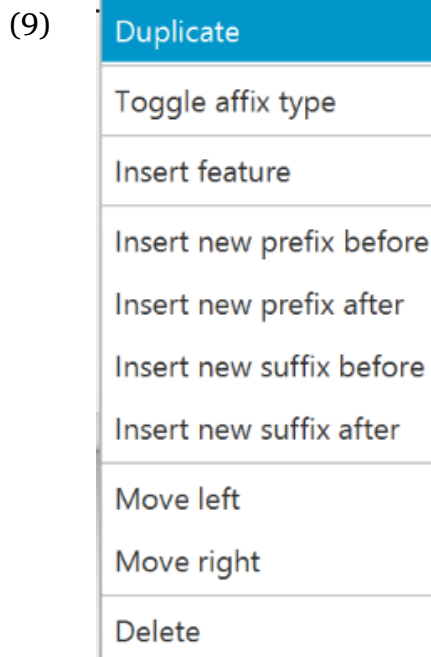 (9)
Duplicate
Toggle affix type
Insert feature
Insert new prefix before
Insert new prefix after
Insert new suffix before
Insert new suffix after
Move left
Move right
Delete